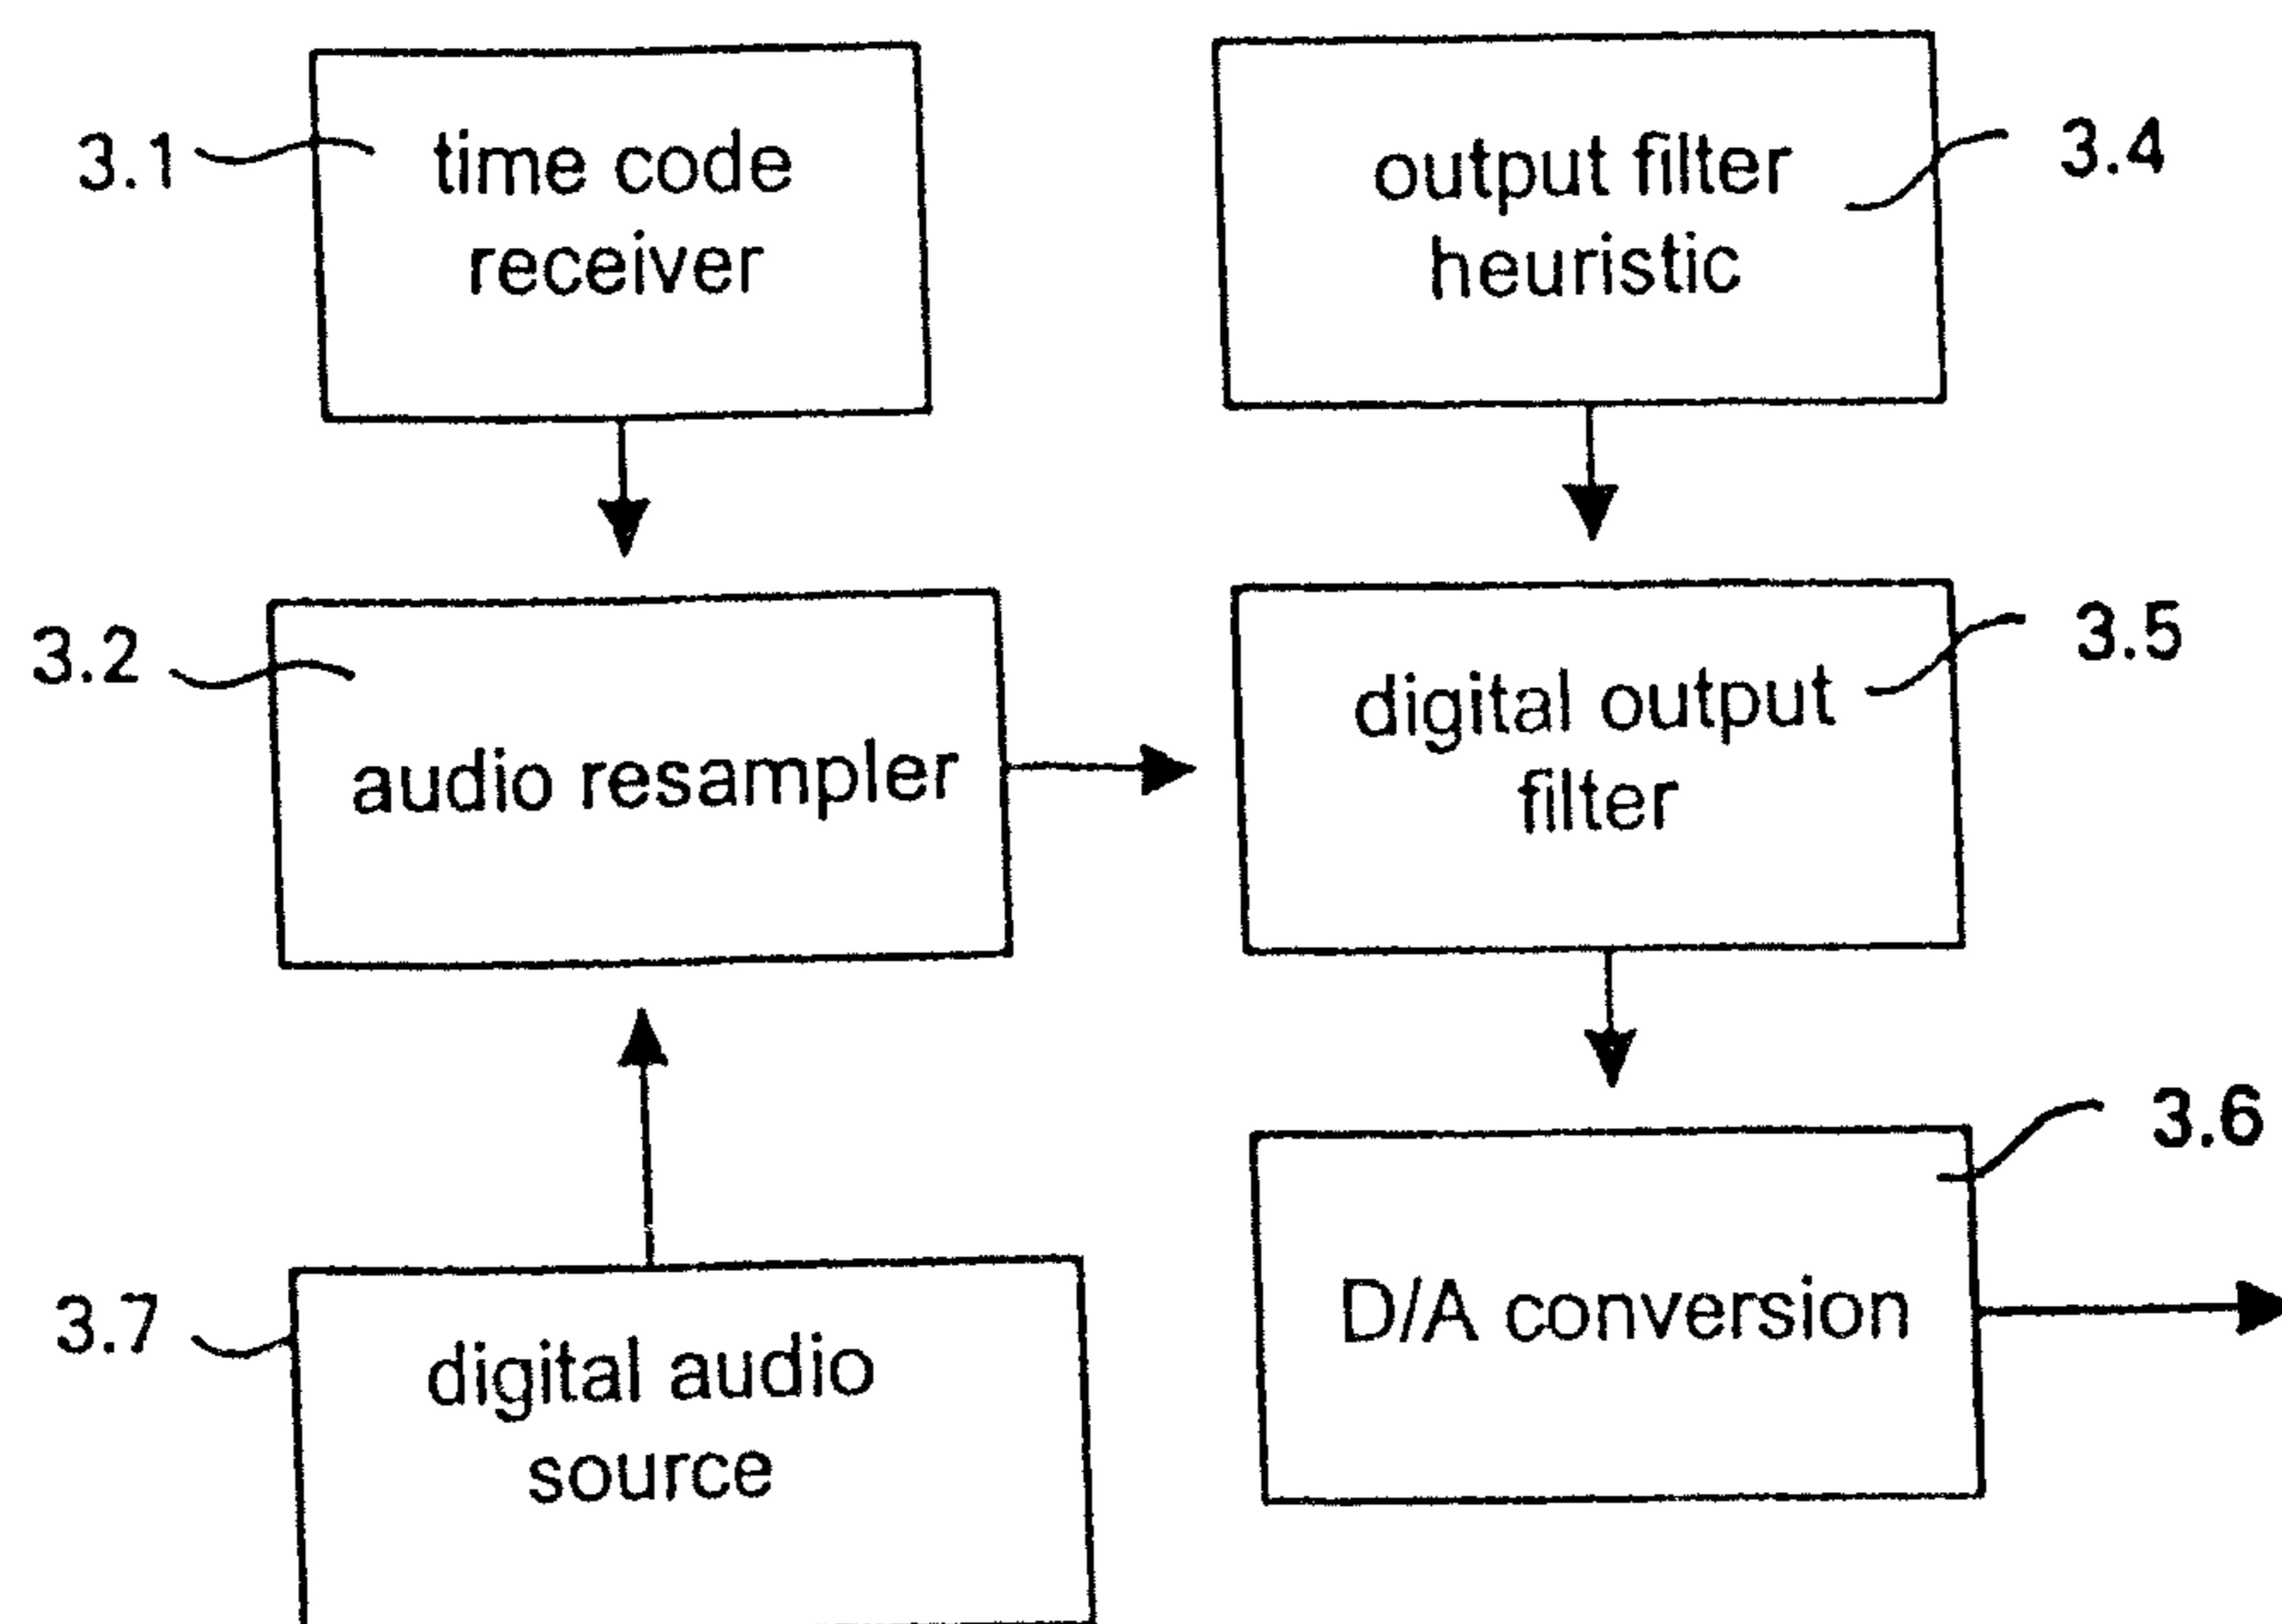 3.1
time code
receiver
output filter
heuristic
3.4
3.2
audio resampler
digital output
filter
3.5
3.6
3.7
digital audio
source
D/A conversion